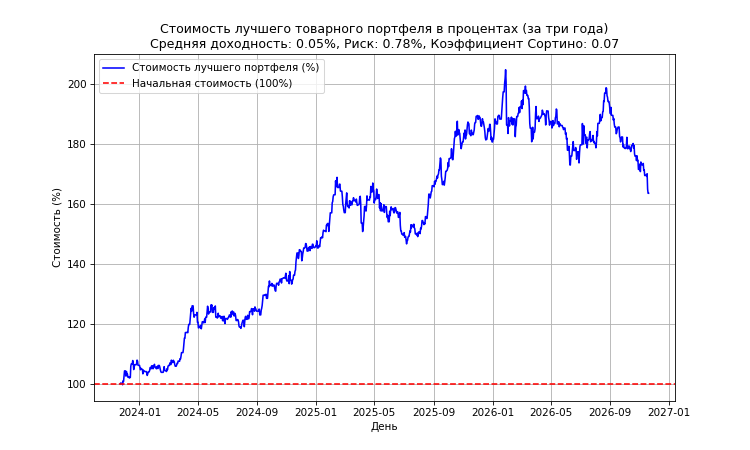 Стоимость лучшего товарного портфеля в процентах (за три года)
Средняя доходность: 0.05%, Риск: 0.78%, Коэффициент Сортино: 0.07
Стоимость лучшего портфеля (%)
Начальная стоимость (100%)
Стоимость (%)
200
180
160
140
120
100
2024-01
2024-05
2024-09
2025-01
2025-05
2025-09
2026-01
2026-05
2026-09
2027-01
День